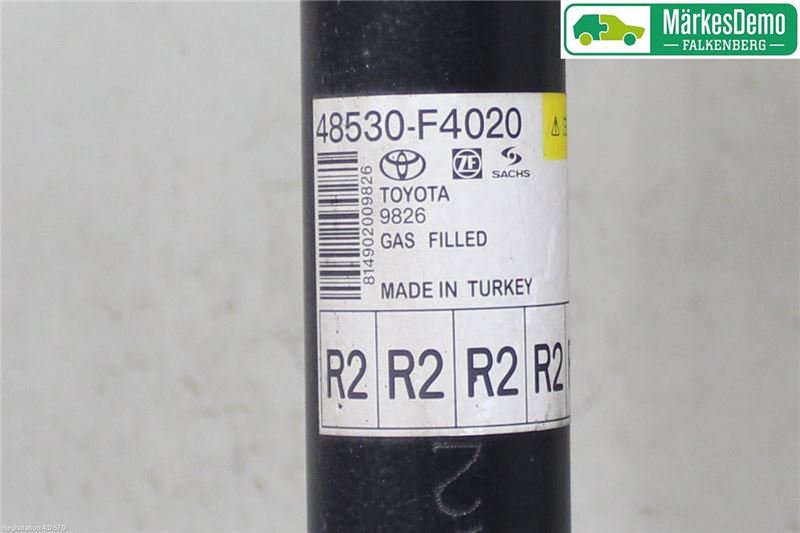 MärkesDemo
FALKENBERG
48530-F4020
814902009826
ZF
SACHS
TOYOTA
9826
GAS FILLED
MADE IN TURKEY
R2 R2 R2 R2
Registration 4.0.67.0